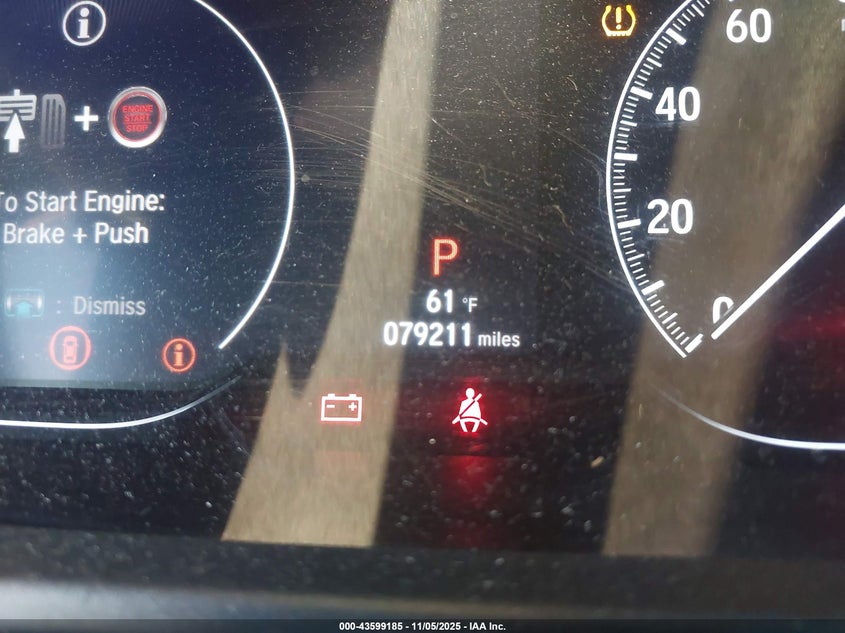 60
40
20
0
ENGINE
START
STOP
+
To Start Engine:
Brake + Push
: Dismiss
P
61 °F
079211 miles
000-43599185 - 11/05/2025 - IAA Inc.